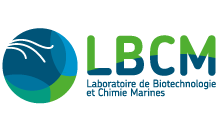 LBCM
Laboratoire de Biotechnologie
et Chimie Marines